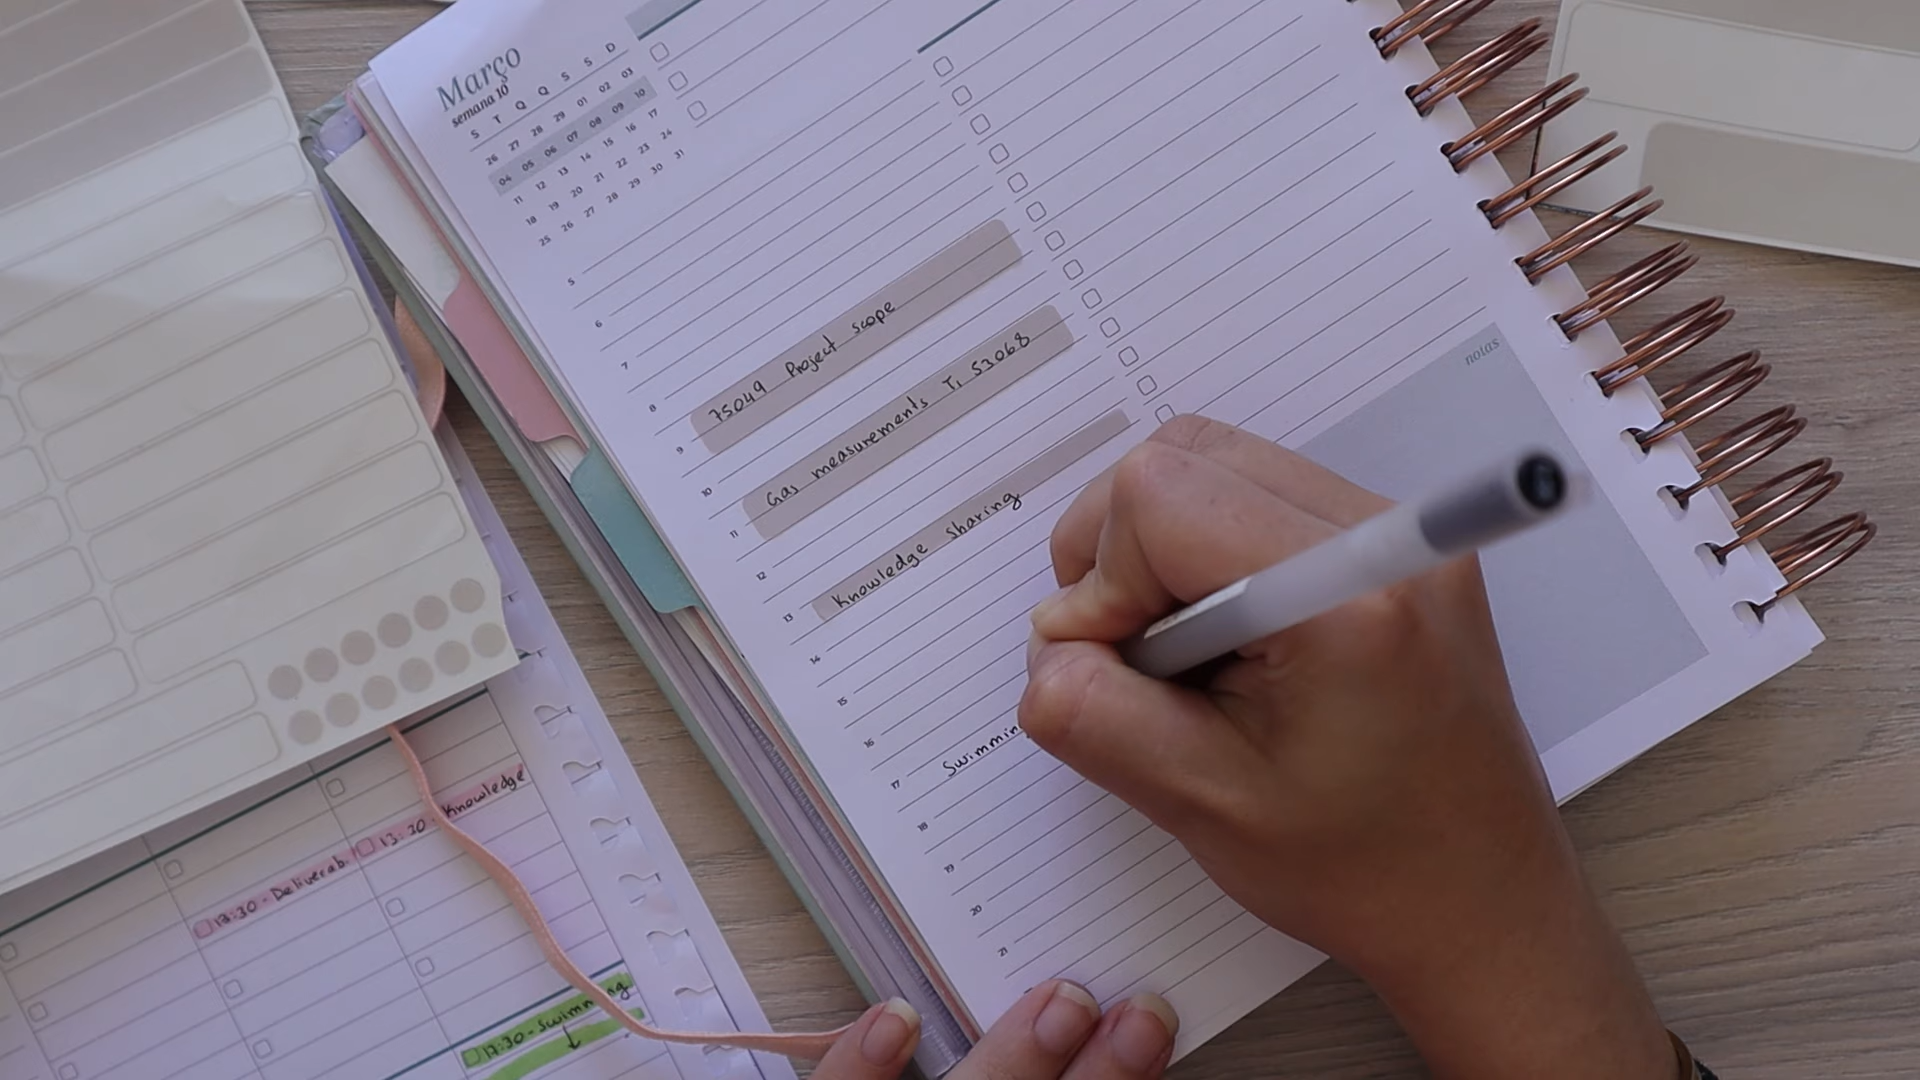 Março
semana 10
S T Q Q S S D
26 27 28 29 01 02 03
04 05 06 07 08 09 10
11 12 13 14 15 16 17
18 19 20 21 22 23 24
25 26 27 28 29 30 31
5
6
7
8
75049 Project scope
9
10
Gas measurements T1 53068
11
12
Knowledge sharing
13
14
15
16
Swimmin
17
18
19
20
21
notas
13:30 - Knowledge
Deliverab.
17:30 - Swimming